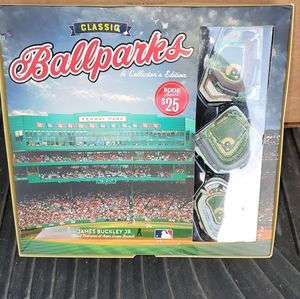 CLASSIC
Ballparks
A Collector's Edition
BOOK
$25
FENWAY PARK
JAMES BUCKLEY JR.